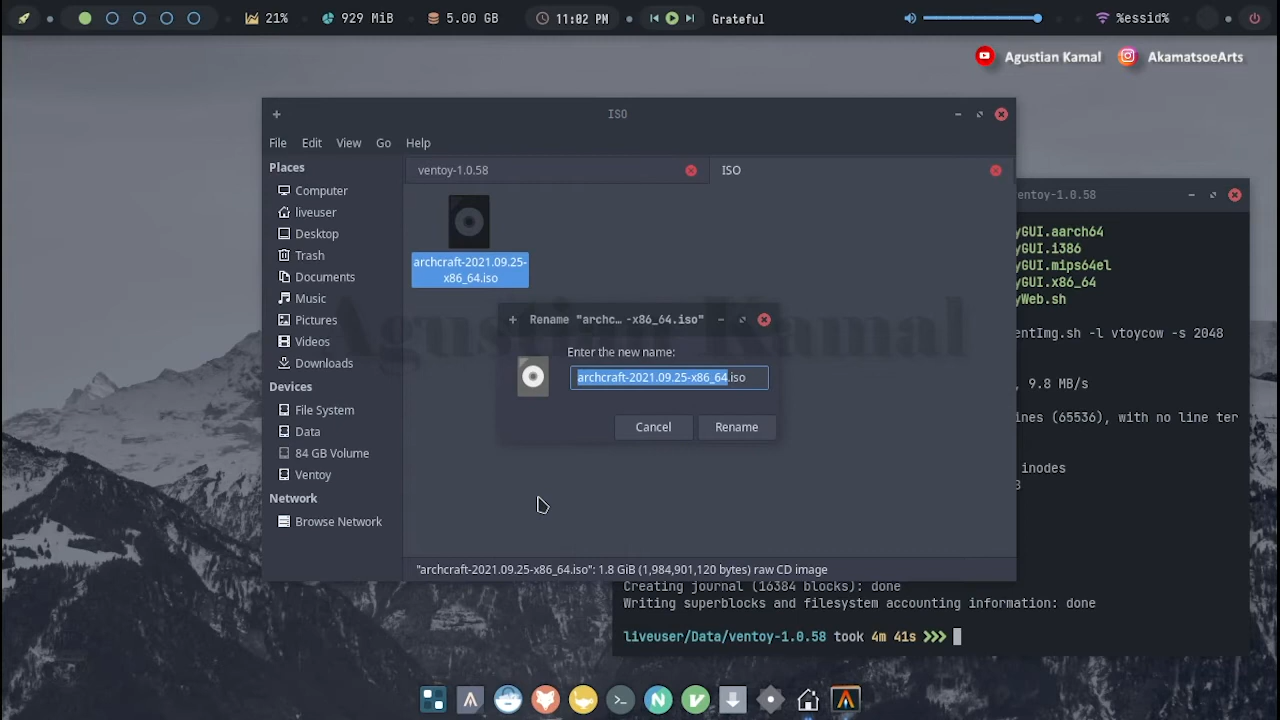 21%
929 MiB
5.00 GB
11:02 PM
Grateful
%essid%
Agustian Kamal
AkamatsoeArts
ISO
File Edit View Go Help
Places
Computer
liveuser
Desktop
Trash
Documents
Music
Pictures
Videos
Downloads
Devices
File System
Data
84 GB Volume
Ventoy
Network
Browse Network
ventoy-1.0.58
ISO
archcraft-2021.09.25-
x86_64.iso
Agustian Kamal
Rename "archc… -x86_64.iso"
Enter the new name:
archcraft-2021.09.25-x86_64.iso
Cancel
Rename
"archcraft-2021.09.25-x86_64.iso": 1.8 GiB (1,984,901,120 bytes) raw CD image
entoy-1.0.58
yGUI.aarch64
yGUI.i386
yGUI.mips64el
yGUI.x86_64
yWeb.sh
entImg.sh -l vtoycow -s 2048
, 9.8 MB/s
ines (65536), with no line ter
inodes
8
Creating journal (16384 blocks): done
Writing superblocks and filesystem accounting information: done
liveuser/Data/ventoy-1.0.58 took 4m 41s >>>